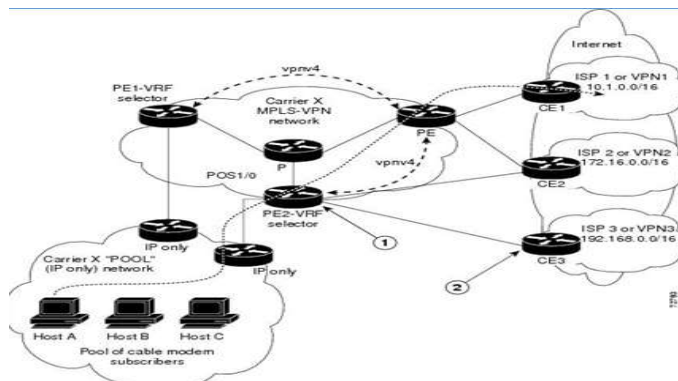 Internet
vpnv4
PE1-VRF
selector
Carrier X
MPLS-VPN
network
PE
ISP 1 or VPN1
10.1.0.0/16
CE1
P
vpnv4
POS1/0
PE2-VRF
selector
ISP 2 or VPN2
172.16.0.0/16
CE2
1
IP only
Carrier X "POOL"
(IP only) network
IP only
ISP 3 or VPN3
192.168.0.0/16
CE3
2
Host A
Host B
Host C
Pool of cable modem
subscribers